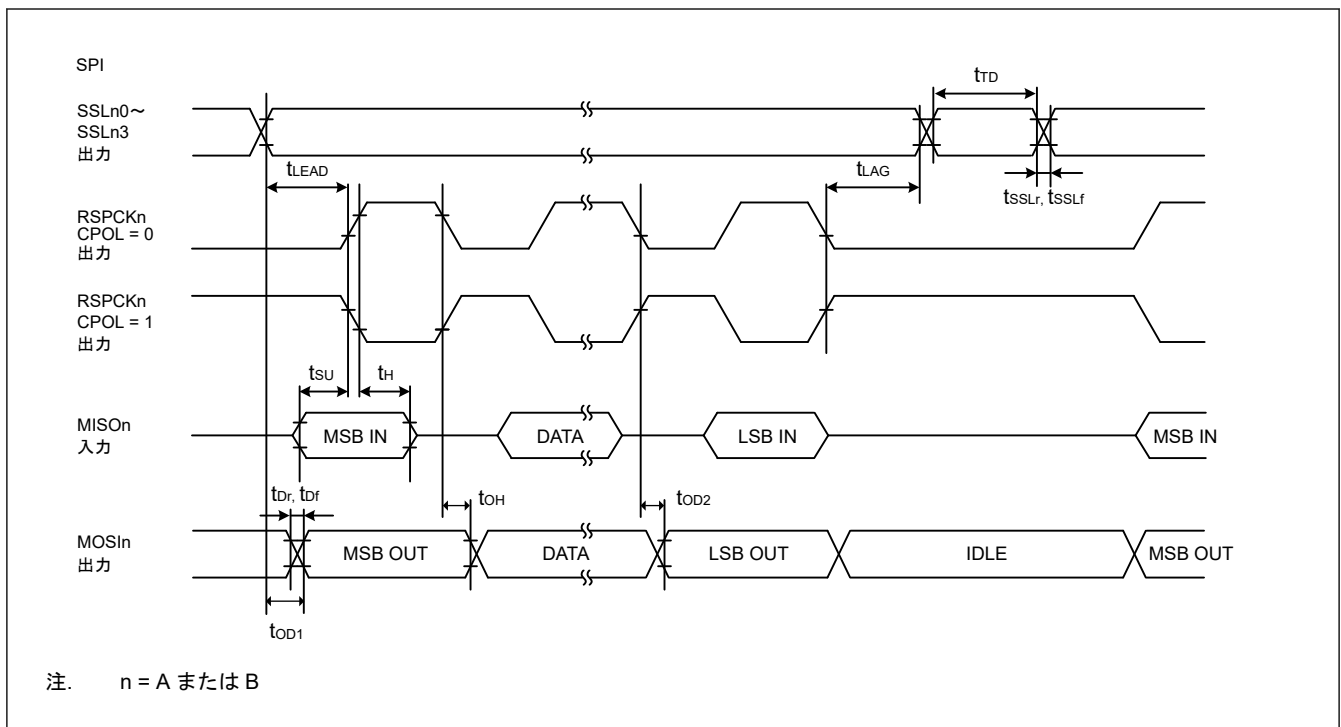 SPI
SSLn0～
SSLn3
出力
tTD
tLEAD
tLAG
tSSLr, tSSLf
RSPCKn
CPOL = 0
出力
RSPCKn
CPOL = 1
出力
tSU
tH
MISOn
入力
MSB IN
DATA
LSB IN
MSB IN
tDr, tDf
tOH
tOD2
MOSIn
出力
MSB OUT
DATA
LSB OUT
IDLE
MSB OUT
tOD1
注. n = A または B